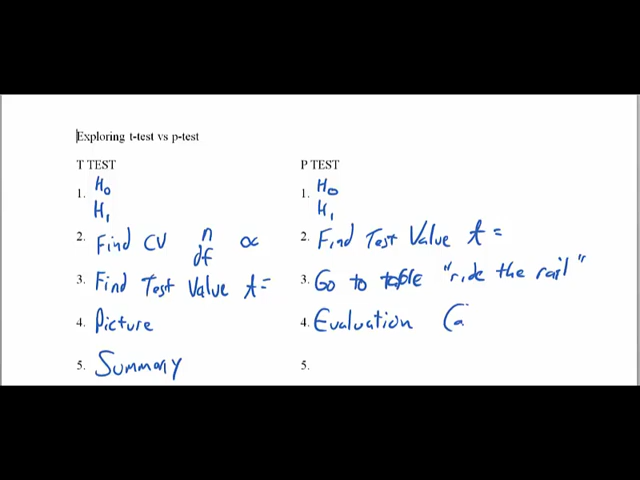 Exploring t-test vs p-test
T TEST
1. H₀
H₁
2. Find CV n df α
3. Find Test Value t=
4. Picture
5. Summary
P TEST
1. H₀
H₁
2. Find Test Value t=
3. Go to table "ride the rail"
4. Evaluation (a
5.